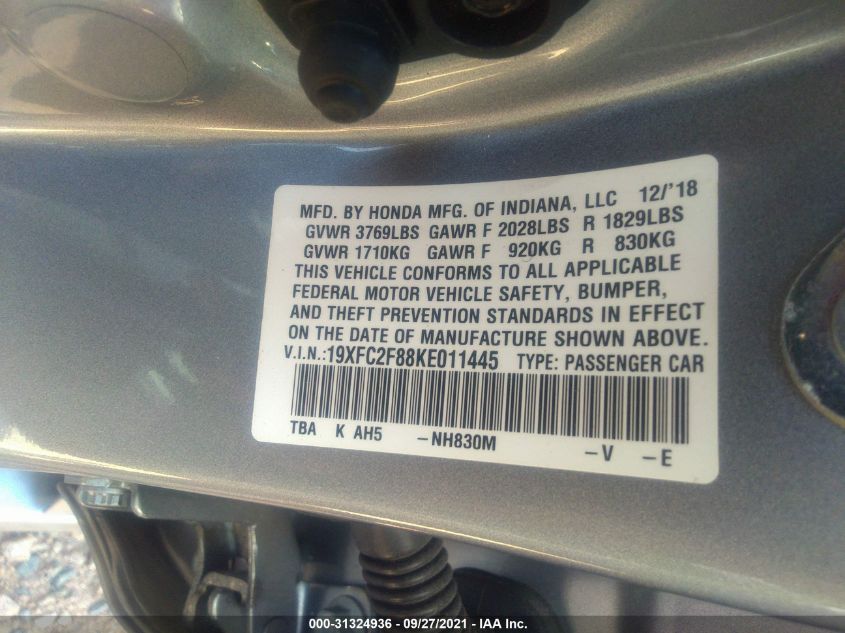 MFD. BY HONDA MFG. OF INDIANA, LLC 12/'18
GVWR 3769LBS GAWR F 2028LBS R 1829LBS
GVWR 1710KG GAWR F 920KG R 830KG
THIS VEHICLE CONFORMS TO ALL APPLICABLE
FEDERAL MOTOR VEHICLE SAFETY, BUMPER,
AND THEFT PREVENTION STANDARDS IN EFFECT
ON THE DATE OF MANUFACTURE SHOWN ABOVE.
V.I.N.:19XFC2F88KE011445 TYPE: PASSENGER CAR
TBA K AH5 -NH830M -V -E
000-31324936 - 09/27/2021 - IAA Inc.